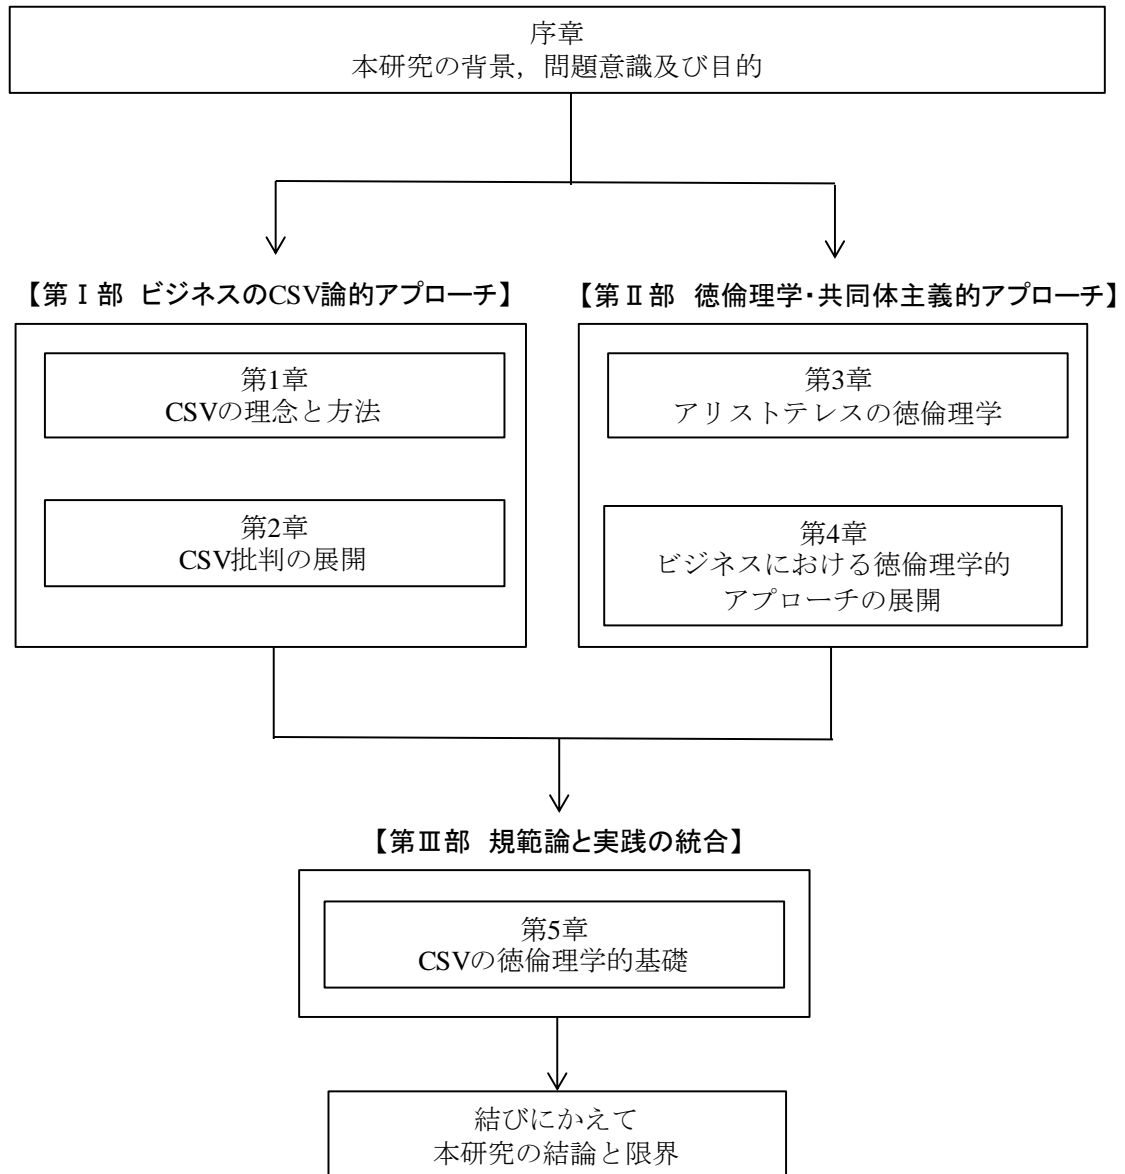 序章
本研究の背景，問題意識及び目的
【第Ⅰ部 ビジネスのCSV論的アプローチ】
第1章
CSVの理念と方法
第2章
CSV批判の展開
【第Ⅱ部 徳倫理学・共同体主義的アプローチ】
第3章
アリストテレスの徳倫理学
第4章
ビジネスにおける徳倫理学的
アプローチの展開
【第Ⅲ部 規範論と実践の統合】
第5章
CSVの徳倫理学的基礎
結びにかえて
本研究の結論と限界